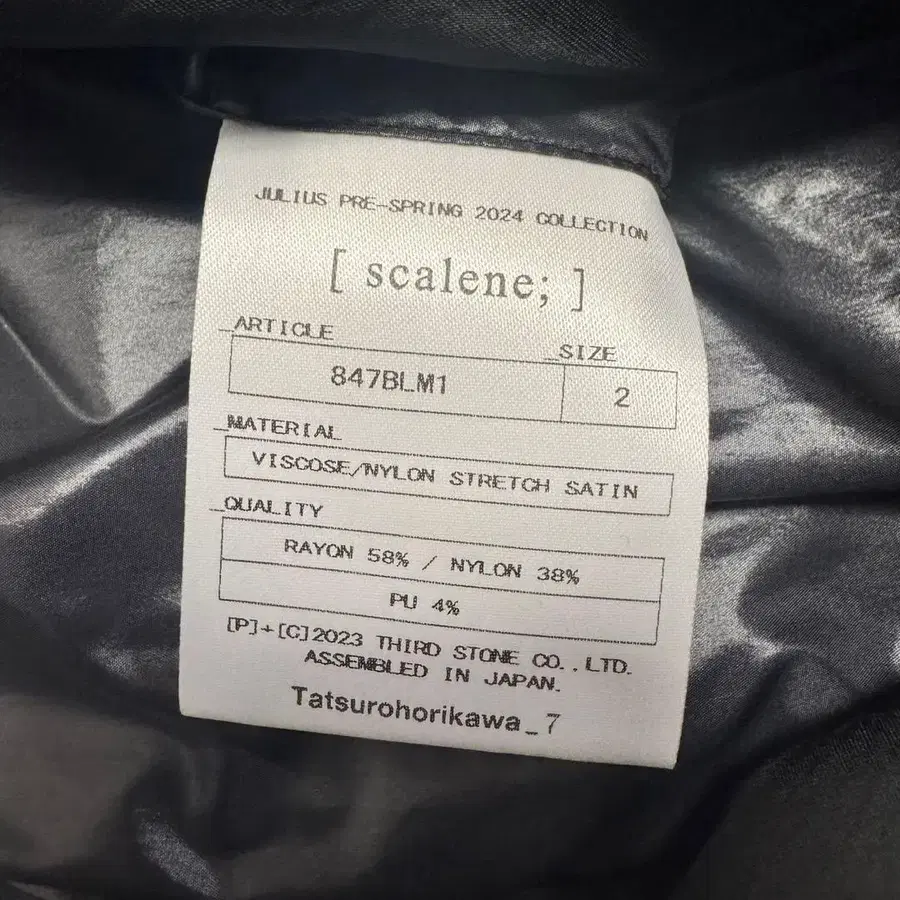 JULIUS PRE-SPRING 2024 COLLECTION
[ scalene; ]
_ARTICLE _SIZE
847BLM1 2
_MATERIAL
VISCOSE/NYLON STRETCH SATIN
_QUALITY
RAYON 58% / NYLON 38%
PU 4%
[P]+[C]2023 THIRD STONE CO.,LTD.
ASSEMBLED IN JAPAN.
Tatsurohorikawa_7